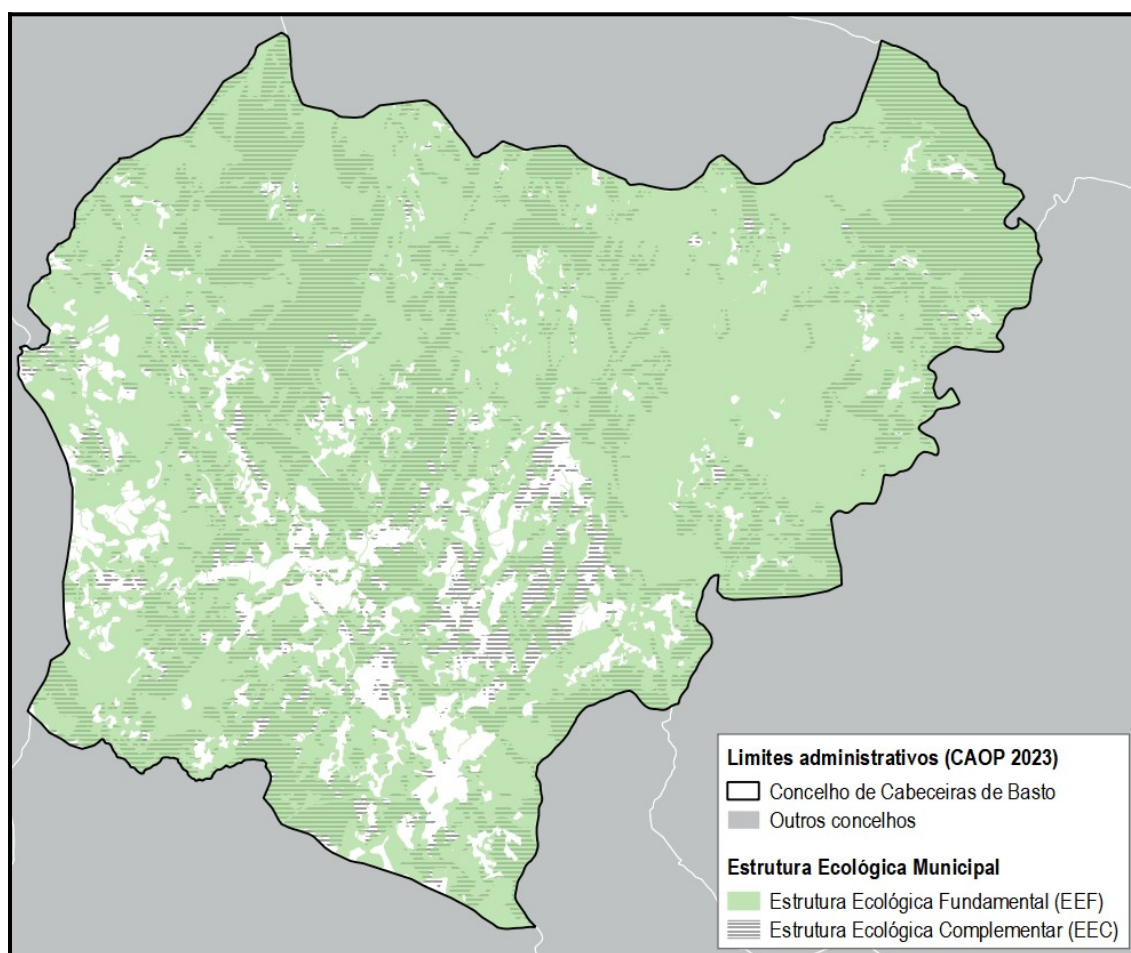 Limites administrativos (CAOP 2023)
Concelho de Cabeceiras de Basto
Outros concelhos
Estrutura Ecológica Municipal
Estrutura Ecológica Fundamental (EEF)
Estrutura Ecológica Complementar (EEC)